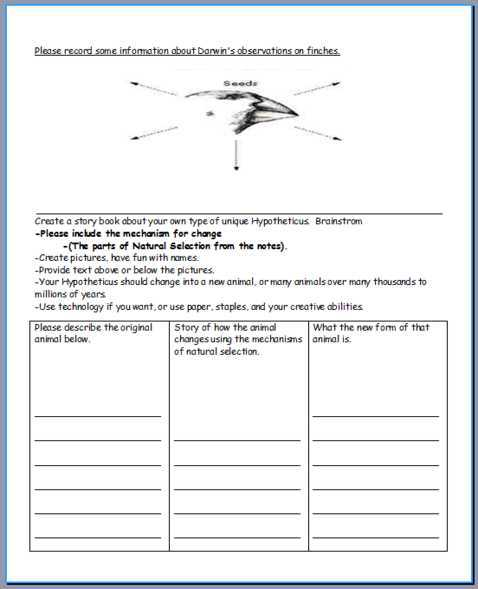 Please record some information about Darwin's observations on finches.
Seeds
Create a story book about your own type of unique Hypotheticus. Brainstrom
-Please include the mechanism for change
-(The parts of Natural Selection from the notes).
-Create pictures, have fun with names.
-Provide text above or below the pictures.
-Your Hypotheticus should change into a new animal, or many animals over many thousands to
millions of years.
-Use technology if you want, or use paper, staples, and your creative abilities.
Please describe the original
animal below.
Story of how the animal
changes using the mechanisms
of natural selection.
What the new form of that
animal is.